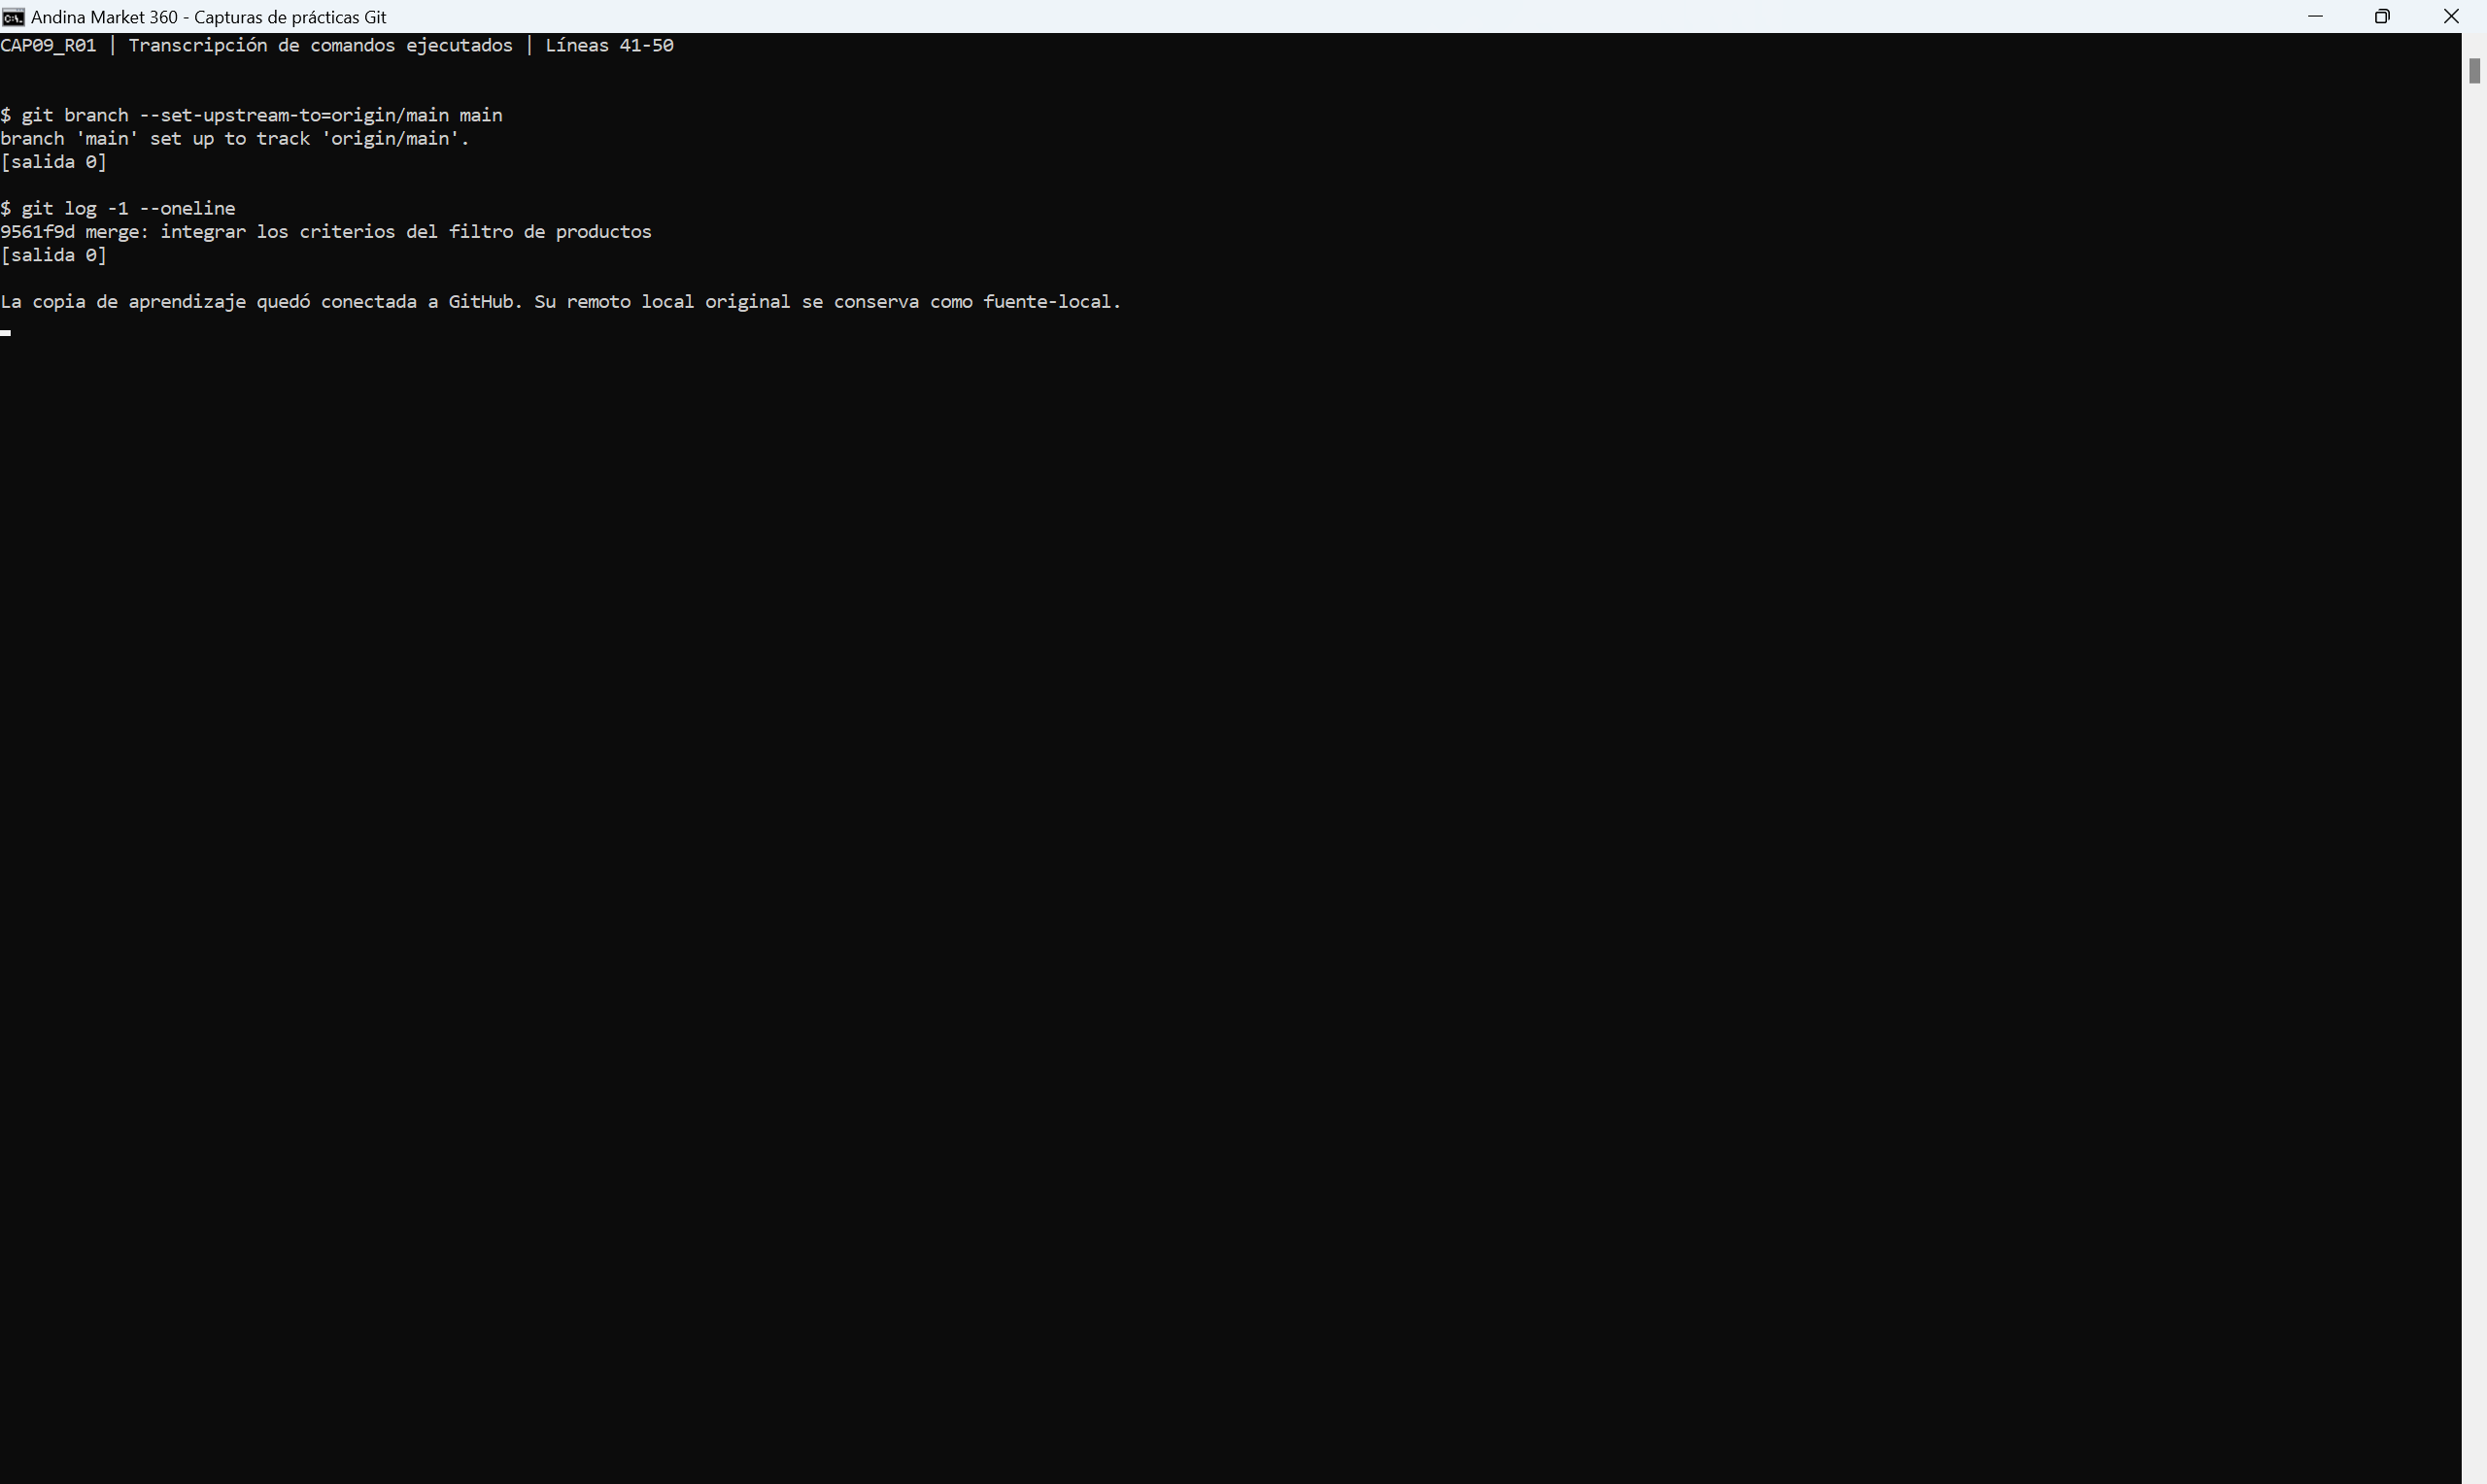 Andina Market 360 - Capturas de prácticas Git
CAP09_R01 | Transcripción de comandos ejecutados | Líneas 41-50
$ git branch --set-upstream-to=origin/main main
branch 'main' set up to track 'origin/main'.
[salida 0]
$ git log -1 --oneline
9561f9d merge: integrar los criterios del filtro de productos
[salida 0]
La copia de aprendizaje quedó conectada a GitHub. Su remoto local original se conserva como fuente-local.